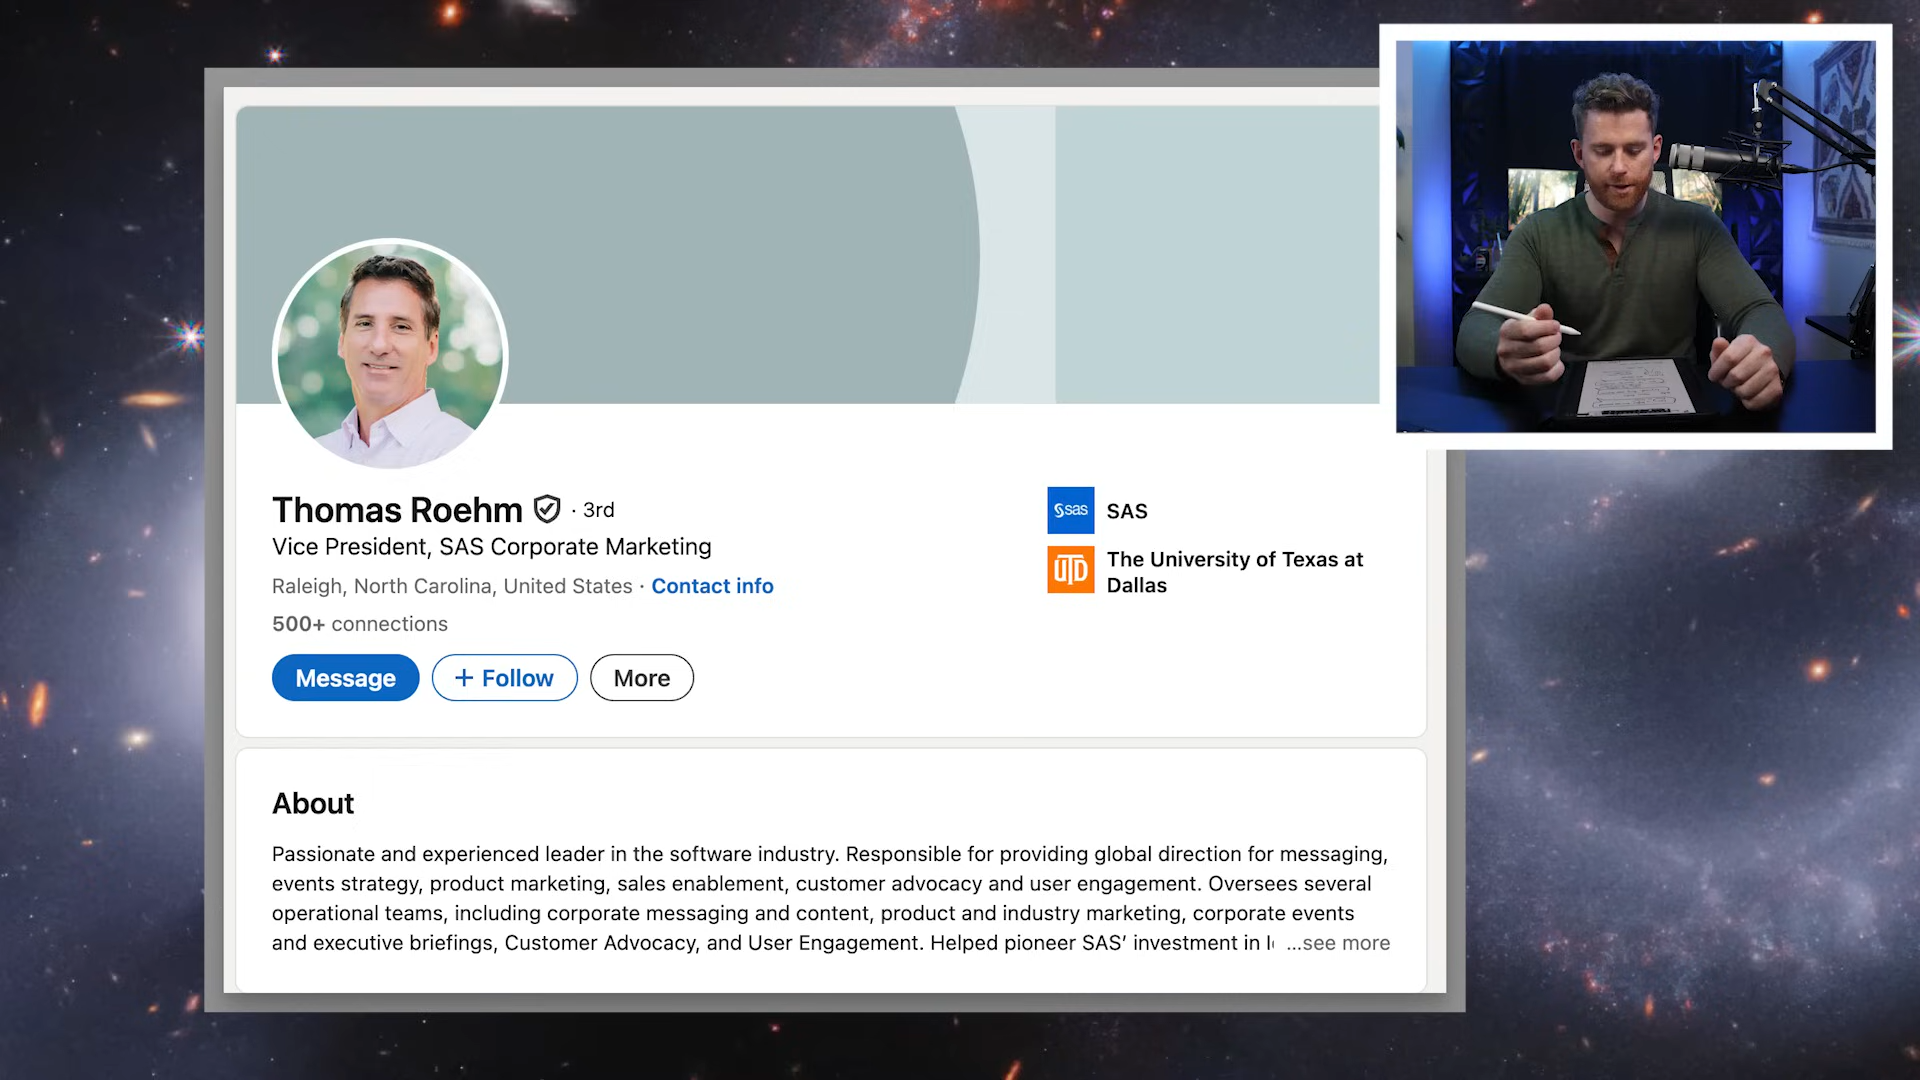 Thomas Roehm · 3rd
Vice President, SAS Corporate Marketing
Raleigh, North Carolina, United States · Contact info
500+ connections
Message + Follow More
sas SAS
UTD The University of Texas at
Dallas
About
Passionate and experienced leader in the software industry. Responsible for providing global direction for messaging,
events strategy, product marketing, sales enablement, customer advocacy and user engagement. Oversees several
operational teams, including corporate messaging and content, product and industry marketing, corporate events
and executive briefings, Customer Advocacy, and User Engagement. Helped pioneer SAS’ investment in ...see more